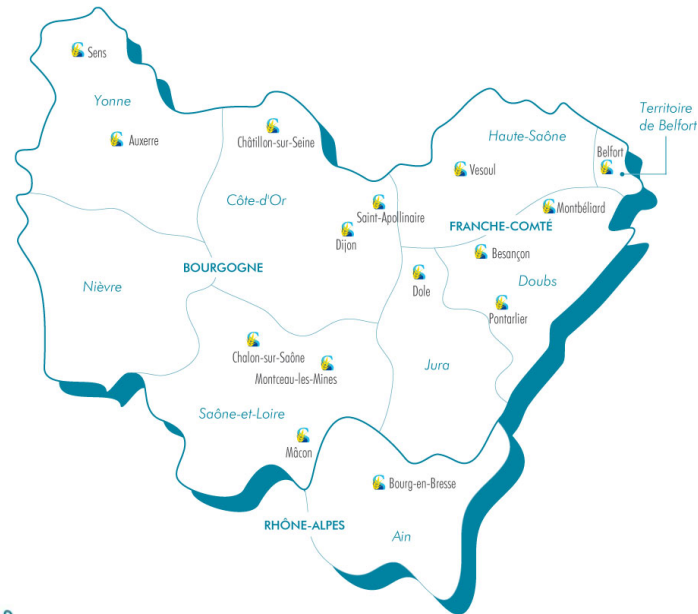 Sens
Yonne
Auxerre
Châtillon-sur-Seine
Haute-Saône
Territoire
de Belfort
Belfort
Vesoul
Côte-d'Or
Saint-Apollinaire
Montbéliard
FRANCHE-COMTÉ
Dijon
Besançon
BOURGOGNE
Nièvre
Dole
Doubs
Pontarlier
Chalon-sur-Saône
Montceau-les-Mines
Jura
Saône-et-Loire
Mâcon
Bourg-en-Bresse
RHÔNE-ALPES
Ain